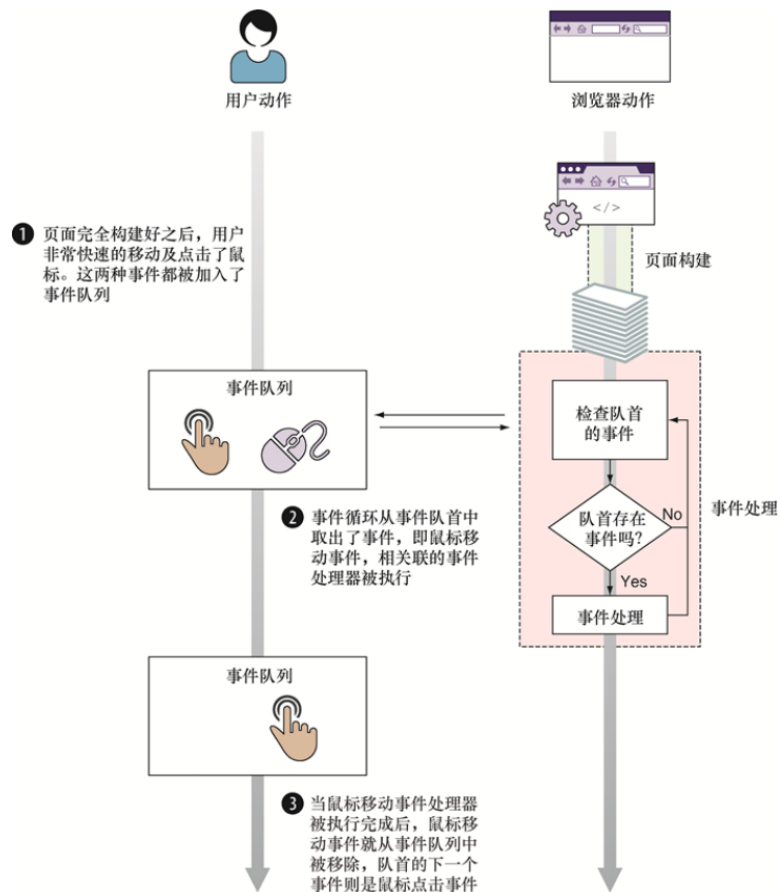 用户动作
浏览器动作
</>
页面构建
❶ 页面完全构建好之后，用户
非常快速的移动及点击了鼠
标。这两种事件都被加入了
事件队列
事件队列
检查队首
的事件
事件处理
队首存在
事件吗?
No
Yes
事件处理
❷ 事件循环从事件队首中
取出了事件，即鼠标移
动事件，相关联的事件
处理器被执行
事件队列
❸ 当鼠标移动事件处理器
被执行完成后，鼠标移
动事件就从事件队列中
被移除，队首的下一个
事件则是鼠标点击事件